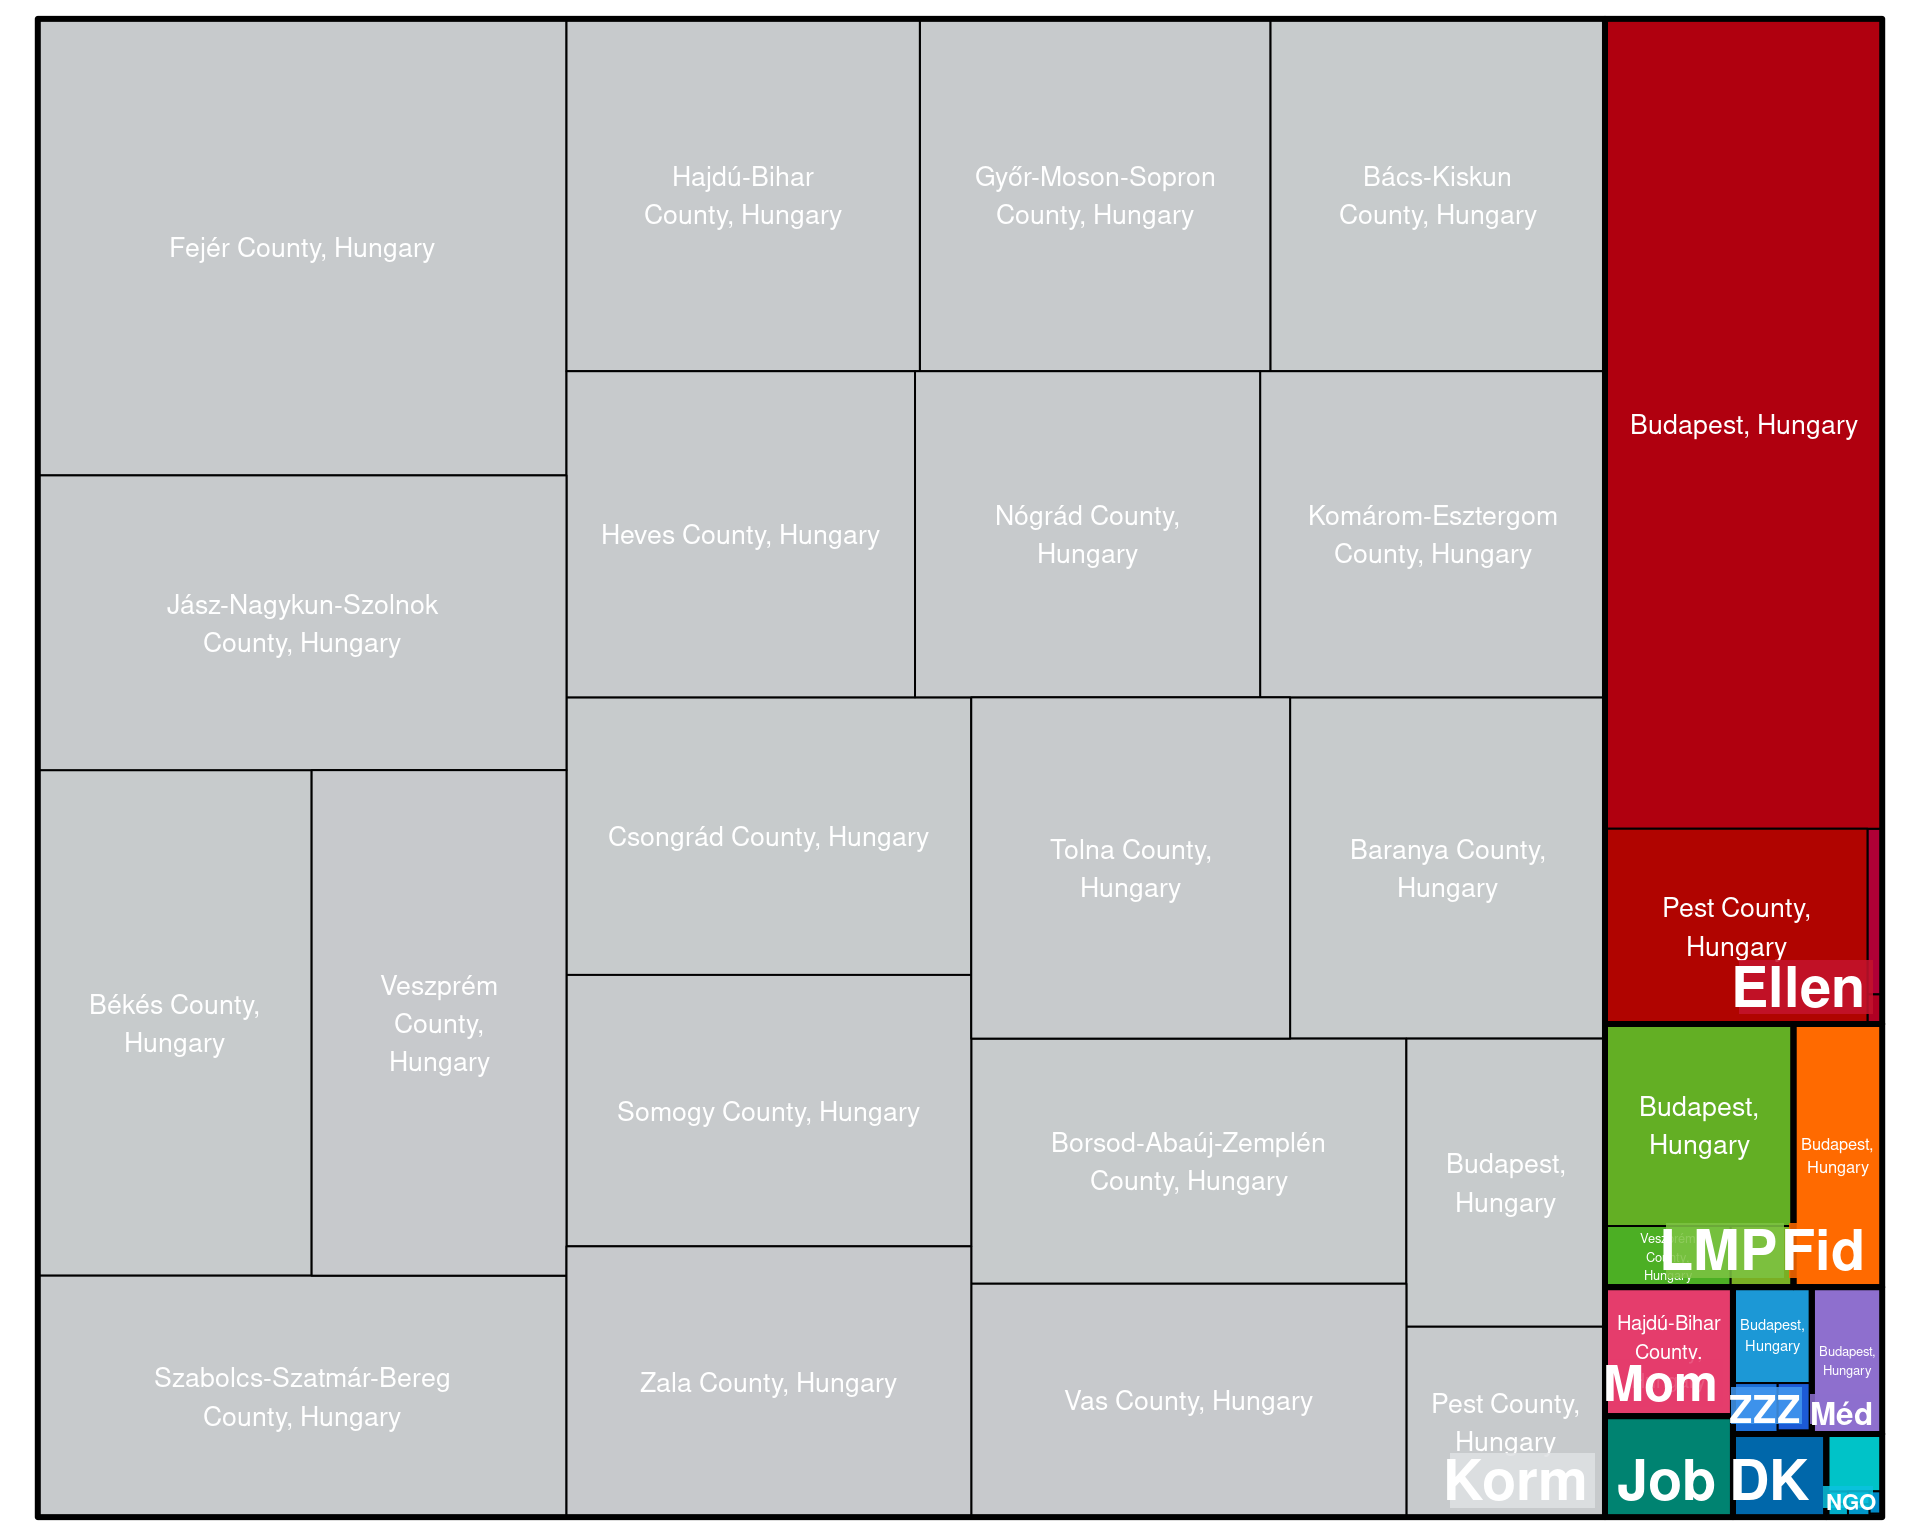 Fejér County, Hungary
Hajdú-Bihar
County, Hungary
Győr-Moson-Sopron
County, Hungary
Bács-Kiskun
County, Hungary
Budapest, Hungary
Heves County, Hungary
Nógrád County,
Hungary
Komárom-Esztergom
County, Hungary
Jász-Nagykun-Szolnok
County, Hungary
Csongrád County, Hungary
Tolna County,
Hungary
Baranya County,
Hungary
Pest County,
Hungary
Ellen
Békés County,
Hungary
Veszprém
County,
Hungary
Somogy County, Hungary
Borsod-Abaúj-Zemplén
County, Hungary
Budapest,
Hungary
Budapest,
Hungary
Budapest,
Hungary
Veszprém
County,
Hungary
LMP
Fid
Szabolcs-Szatmár-Bereg
County, Hungary
Zala County, Hungary
Vas County, Hungary
Pest County,
Hungary
Korm
Hajdú-Bihar
County,
Mom
Budapest,
Hungary
ZZZ
Budapest,
Hungary
Méd
Job
DK
NGO